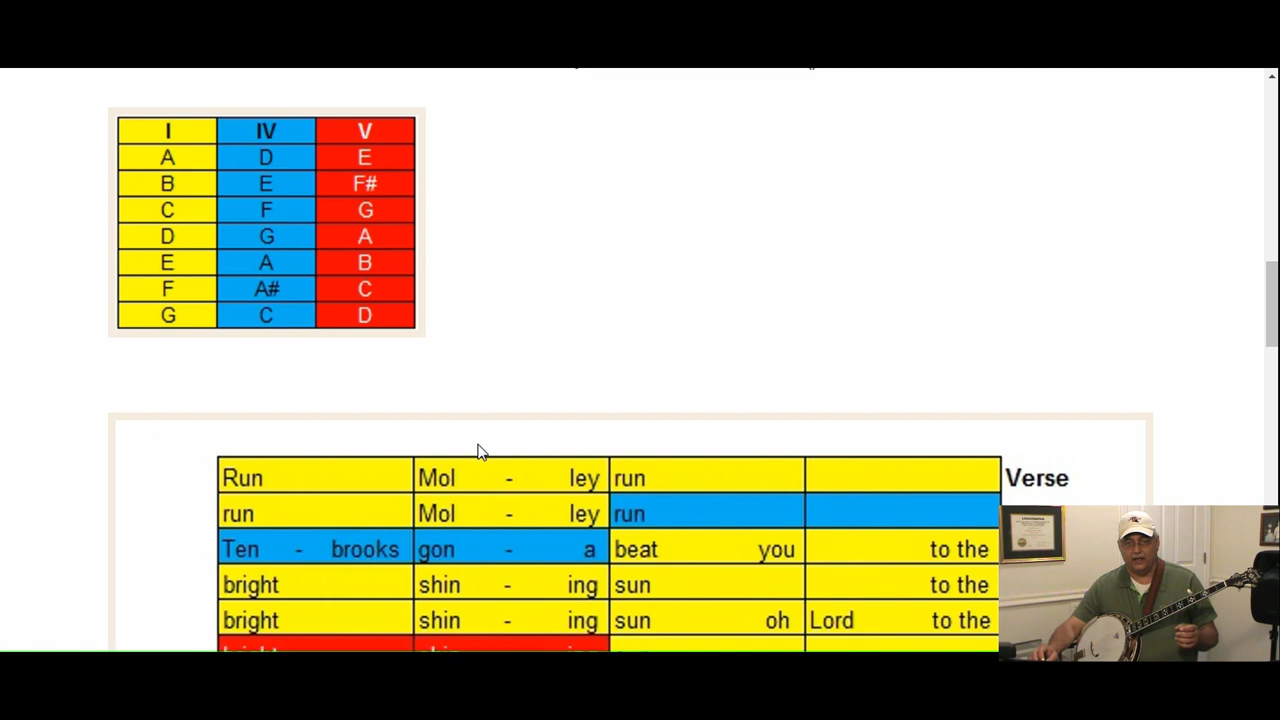 I IV V
A D E
B E F#
C F G
D G A
E A B
F A# C
G C D
Run Mol - ley run Verse
run Mol - ley run
Ten - brooks gon - a beat you to the
bright shin - ing sun to the
bright shin - ing sun oh Lord to the